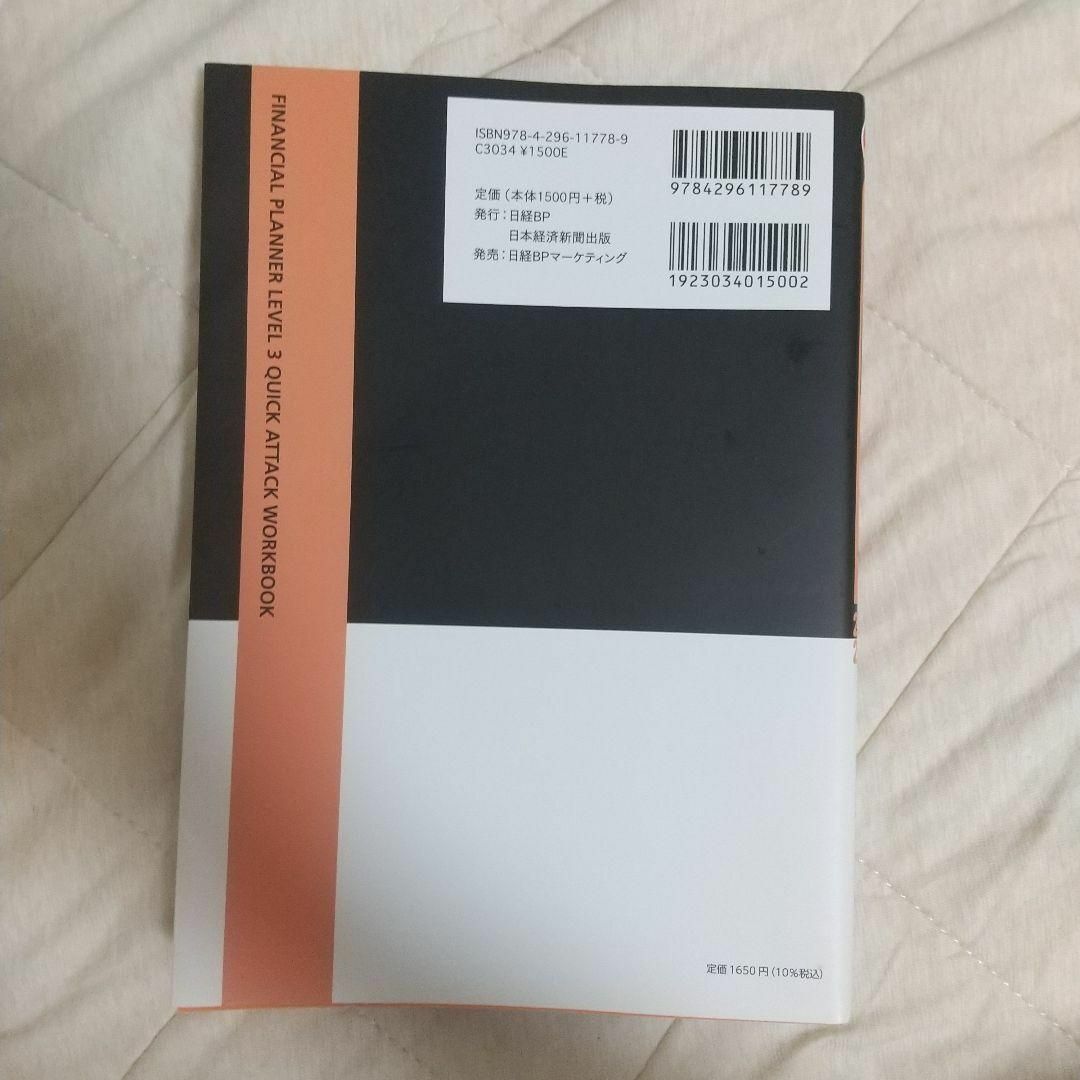 FINANCIAL PLANNER LEVEL 3 QUICK ATTACK WORKBOOK
ISBN978-4-296-11778-9
C3034 ¥1500E
定価(本体1500円+税)
発行:日経BP
日本経済新聞出版
発売:日経BPマーケティング
9784296117789
1923034015002
定価1650円(10%税込)